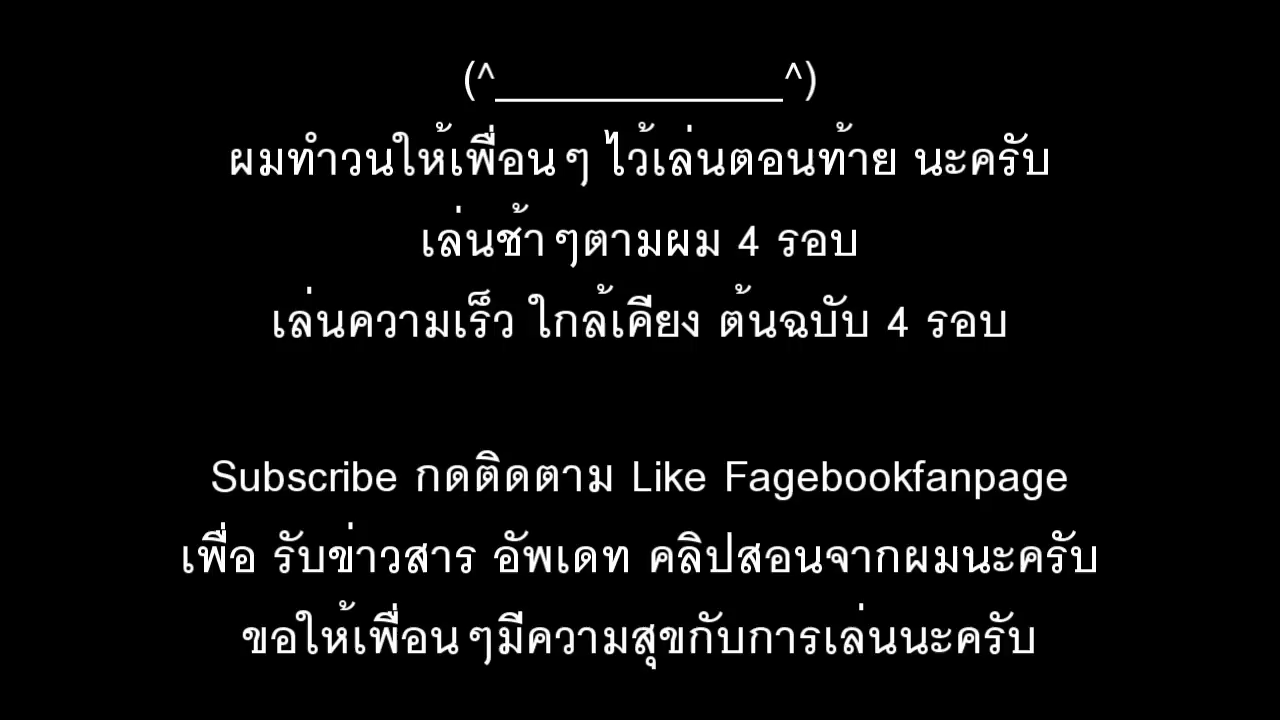 (^____________^)
ผมทำวนให้เพื่อนๆ ไว้เล่นตอนท้าย นะครับ
เล่นช้าๆตามผม 4 รอบ
เล่นความเร็ว ใกล้เคียง ต้นฉบับ 4 รอบ
Subscribe กดติดตาม Like Fagebookfanpage
เพื่อ รับข่าวสาร อัพเดท คลิปสอนจากผมนะครับ
ขอให้เพื่อนๆมีความสุขกับการเล่นนะครับ